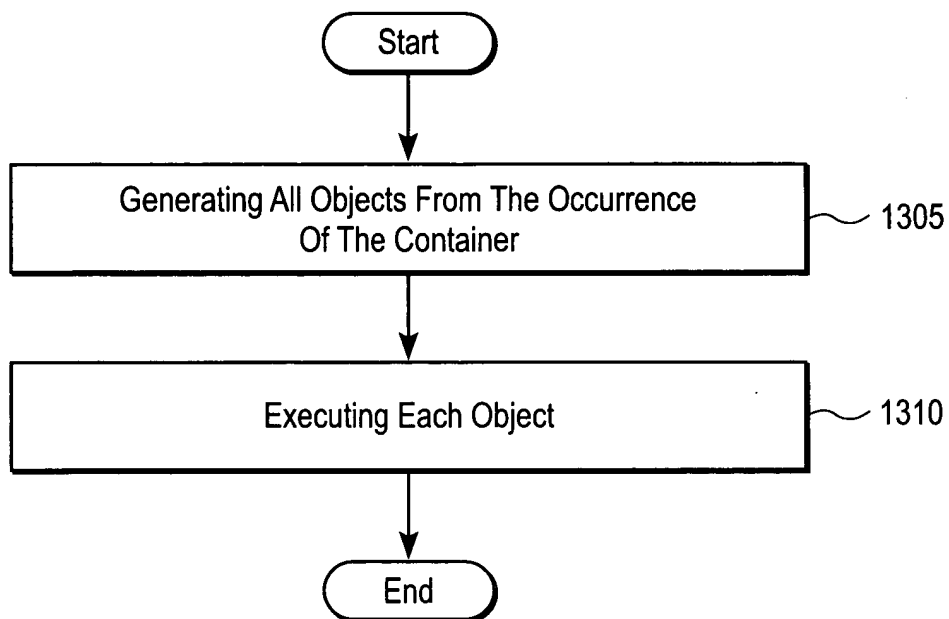 Start
Generating All Objects From The Occurrence
Of The Container
1305
Executing Each Object
1310
End